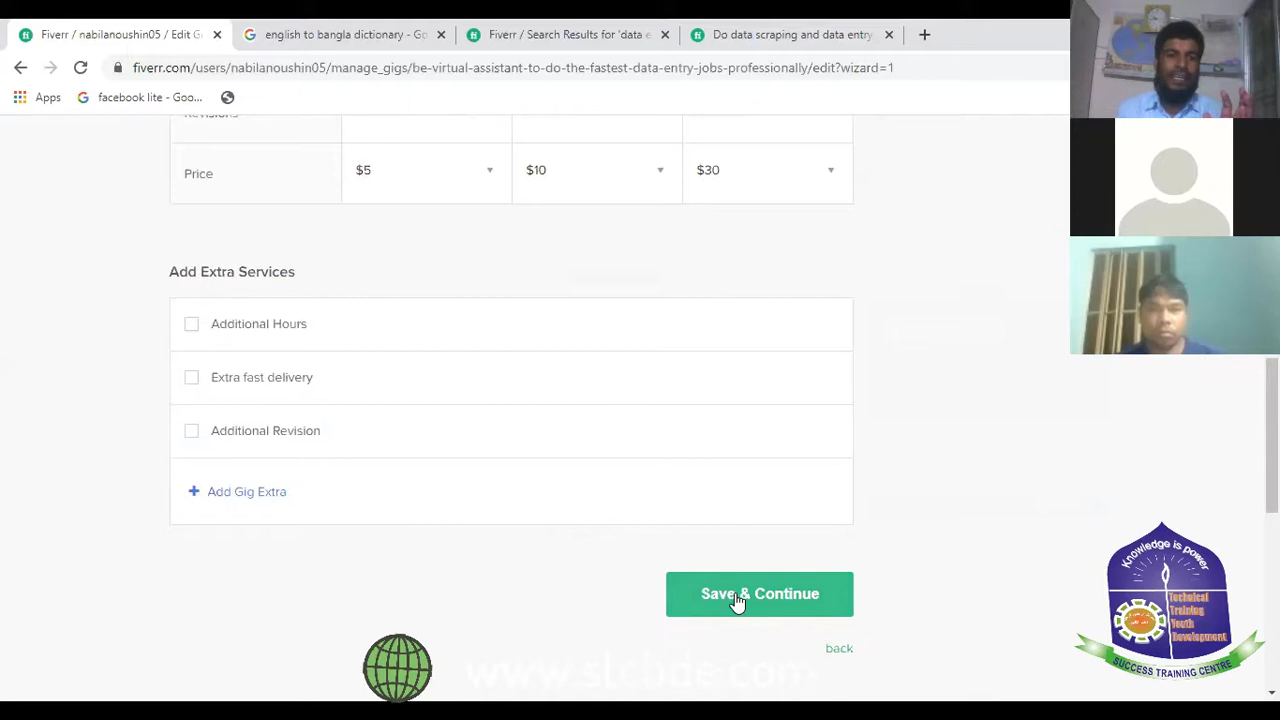 Fiverr / nabilanoushin05 / Edit G
english to bangla dictionary - Go
Fiverr / Search Results for 'data e
Do data scraping and data entry
fiverr.com/users/nabilanoushin05/manage_gigs/be-virtual-assistant-to-do-the-fastest-data-entry-jobs-professionally/edit?wizard=1
Apps
facebook lite - Goo...
Revisions
Price
$5
$10
$30
Add Extra Services
Additional Hours
Extra fast delivery
Additional Revision
+ Add Gig Extra
Save & Continue
back
Knowledge is power
Technical
Training
Youth
Development
SUCCESS TRAINING CENTRE